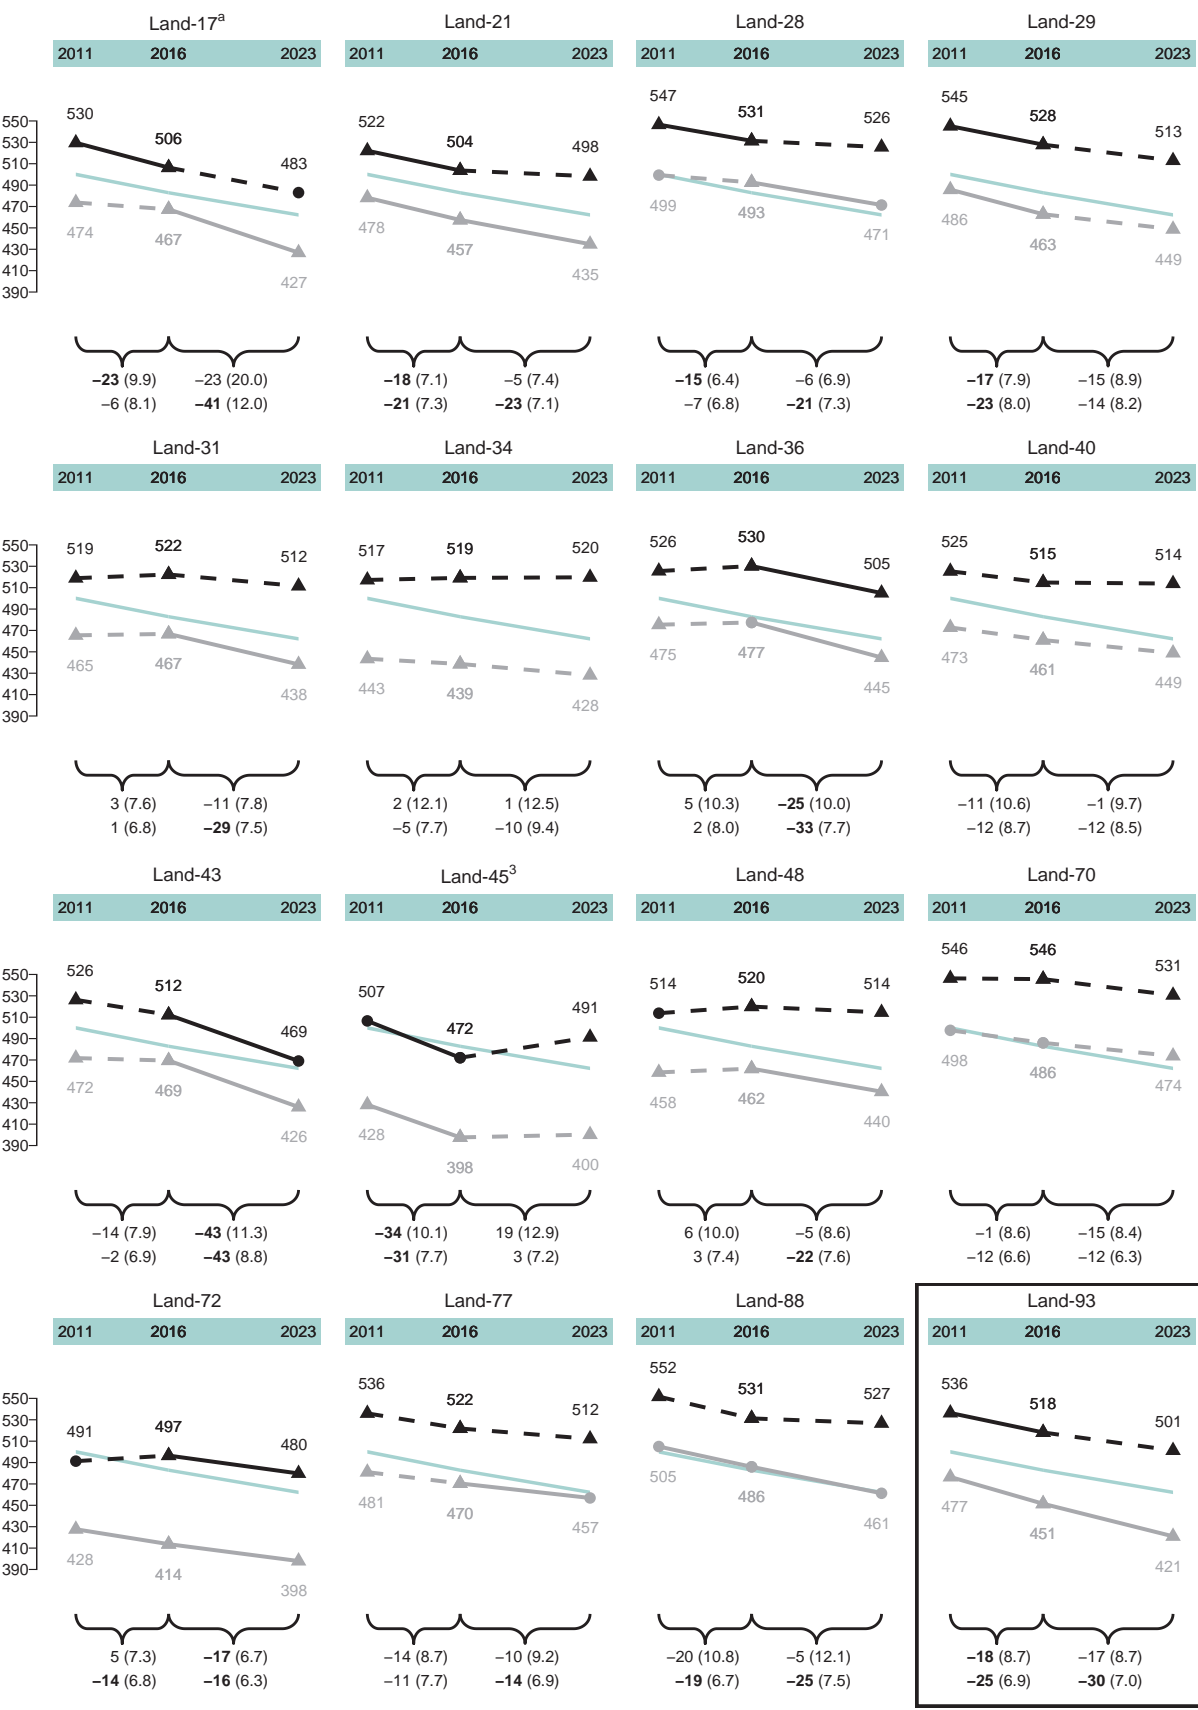 Land-17a Land-21 Land-28 Land-29
2011 2016 2023 2011 2016 2023 2011 2016 2023 2011 2016 2023
550
530
510
490
470
450
430
410
390
530 506 483
474 467 427
522 504 498
478 457 435
547 531 526
499 493 471
545 528 513
486 463 449
–23 (9.9) –23 (20.0) –18 (7.1) –5 (7.4) –15 (6.4) –6 (6.9) –17 (7.9) –15 (8.9)
–6 (8.1) –41 (12.0) –21 (7.3) –23 (7.1) –7 (6.8) –21 (7.3) –23 (8.0) –14 (8.2)
Land-31 Land-34 Land-36 Land-40
2011 2016 2023 2011 2016 2023 2011 2016 2023 2011 2016 2023
550
530
510
490
470
450
430
410
390
519 522 512
465 467 438
517 519 520
443 439 428
526 530 505
475 477 445
525 515 514
473 461 449
3 (7.6) –11 (7.8) 2 (12.1) 1 (12.5) 5 (10.3) –25 (10.0) –11 (10.6) –1 (9.7)
1 (6.8) –29 (7.5) –5 (7.7) –10 (9.4) 2 (8.0) –33 (7.7) –12 (8.7) –12 (8.5)
Land-43 Land-453 Land-48 Land-70
2011 2016 2023 2011 2016 2023 2011 2016 2023 2011 2016 2023
550
530
510
490
470
450
430
410
390
526 512 469
472 469 426
507 472 491
428 398 400
514 520 514
458 462 440
546 546 531
498 486 474
–14 (7.9) –43 (11.3) –34 (10.1) 19 (12.9) 6 (10.0) –5 (8.6) –1 (8.6) –15 (8.4)
–2 (6.9) –43 (8.8) –31 (7.7) 3 (7.2) 3 (7.4) –22 (7.6) –12 (6.6) –12 (6.3)
Land-72 Land-77 Land-88 Land-93
2011 2016 2023 2011 2016 2023 2011 2016 2023 2011 2016 2023
550
530
510
490
470
450
430
410
390
491 497 480
428 414 398
536 522 512
481 470 457
552 531 527
505 486 461
536 518 501
477 451 421
5 (7.3) –17 (6.7) –14 (8.7) –10 (9.2) –20 (10.8) –5 (12.1) –18 (8.7) –17 (8.7)
–14 (6.8) –16 (6.3) –11 (7.7) –14 (6.9) –19 (6.7) –25 (7.5) –25 (6.9) –30 (7.0)